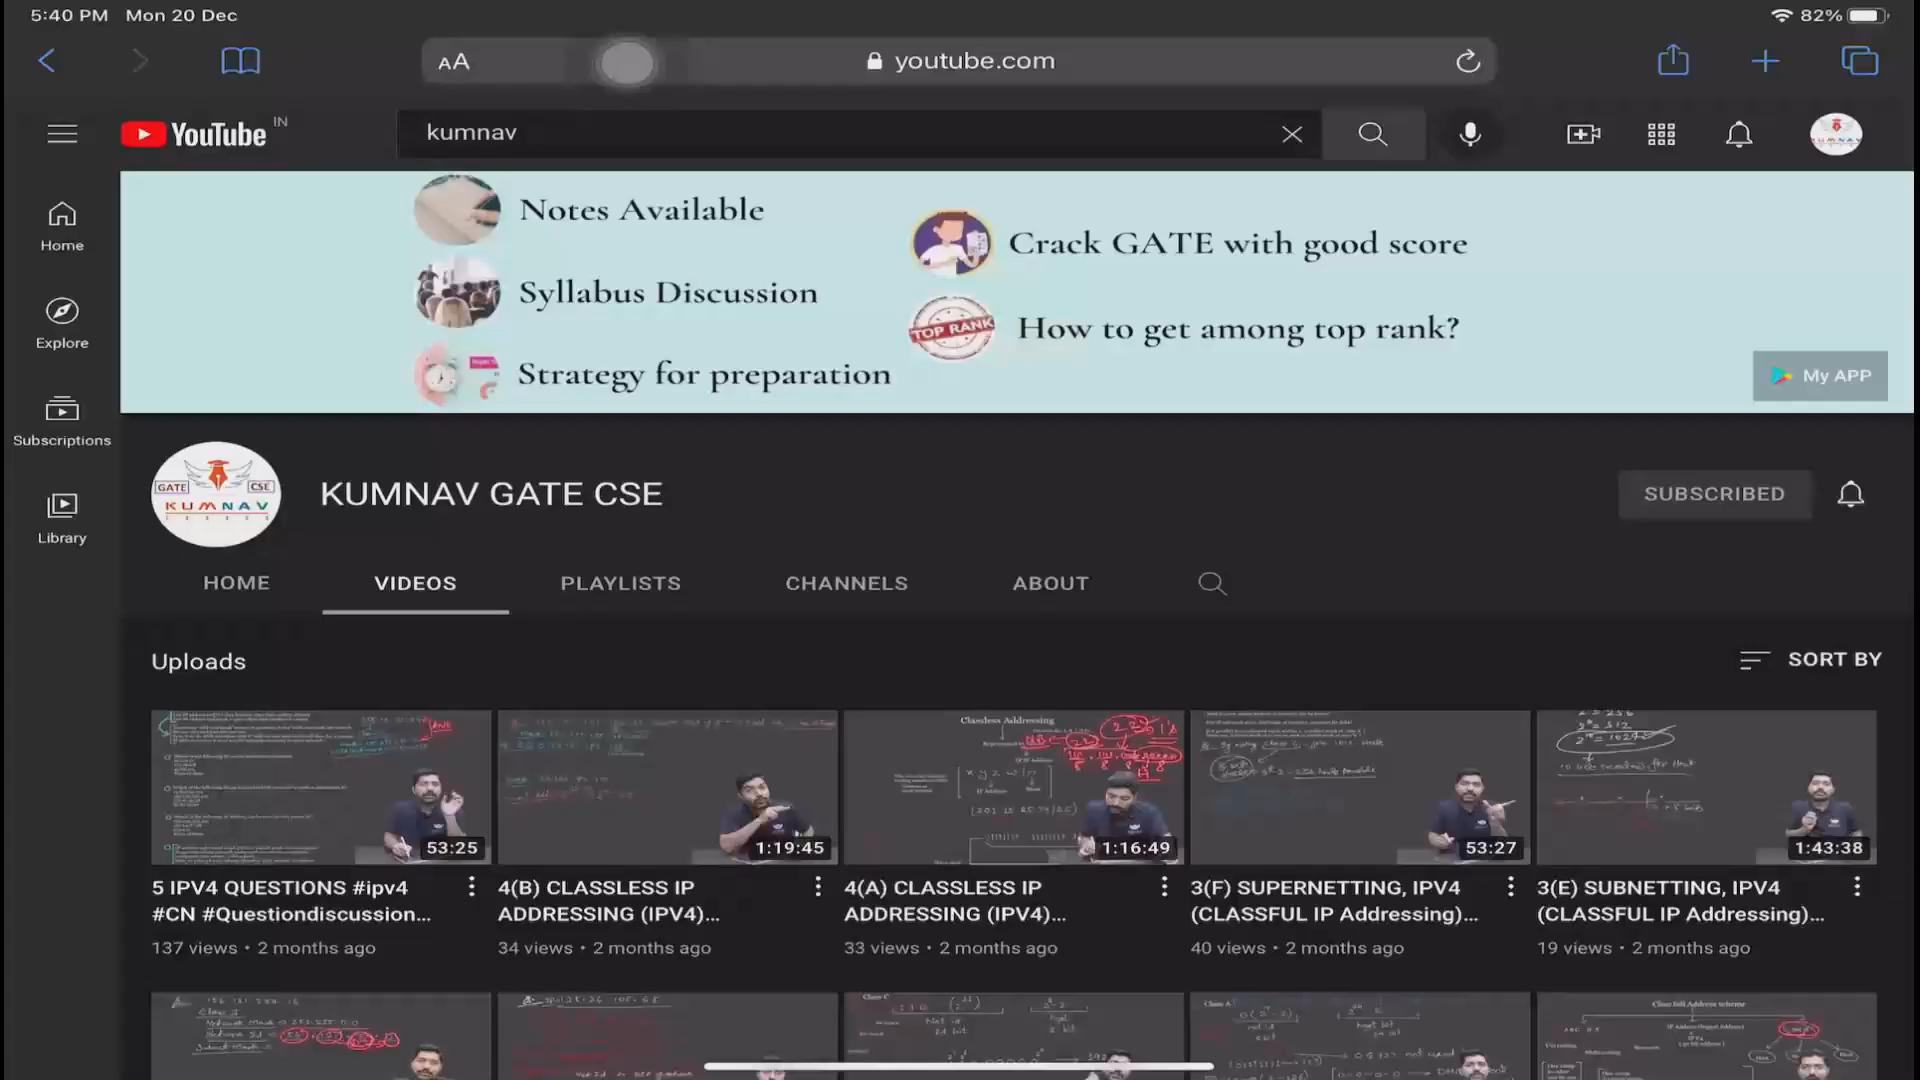 5:40 PM Mon 20 Dec
82%
AA
youtube.com
YouTube IN
kumnav
Home
Explore
Subscriptions
Library
Notes Available
Syllabus Discussion
Strategy for preparation
Crack GATE with good score
TOP RANK
How to get among top rank?
My APP
GATE CSE
KUMNAV
KUMNAV GATE CSE
SUBSCRIBED
HOME VIDEOS PLAYLISTS CHANNELS ABOUT
Uploads
SORT BY
Classless Addressing
53:25
1:19:45
1:16:49
53:27
1:43:38
5 IPV4 QUESTIONS #ipv4
#CN #Questiondiscussion...
137 views • 2 months ago
4(B) CLASSLESS IP
ADDRESSING (IPV4)...
34 views • 2 months ago
4(A) CLASSLESS IP
ADDRESSING (IPV4)...
33 views • 2 months ago
3(F) SUPERNETTING, IPV4
(CLASSFUL IP Addressing)...
40 views • 2 months ago
3(E) SUBNETTING, IPV4
(CLASSFUL IP Addressing)...
19 views • 2 months ago
Class C
Class A